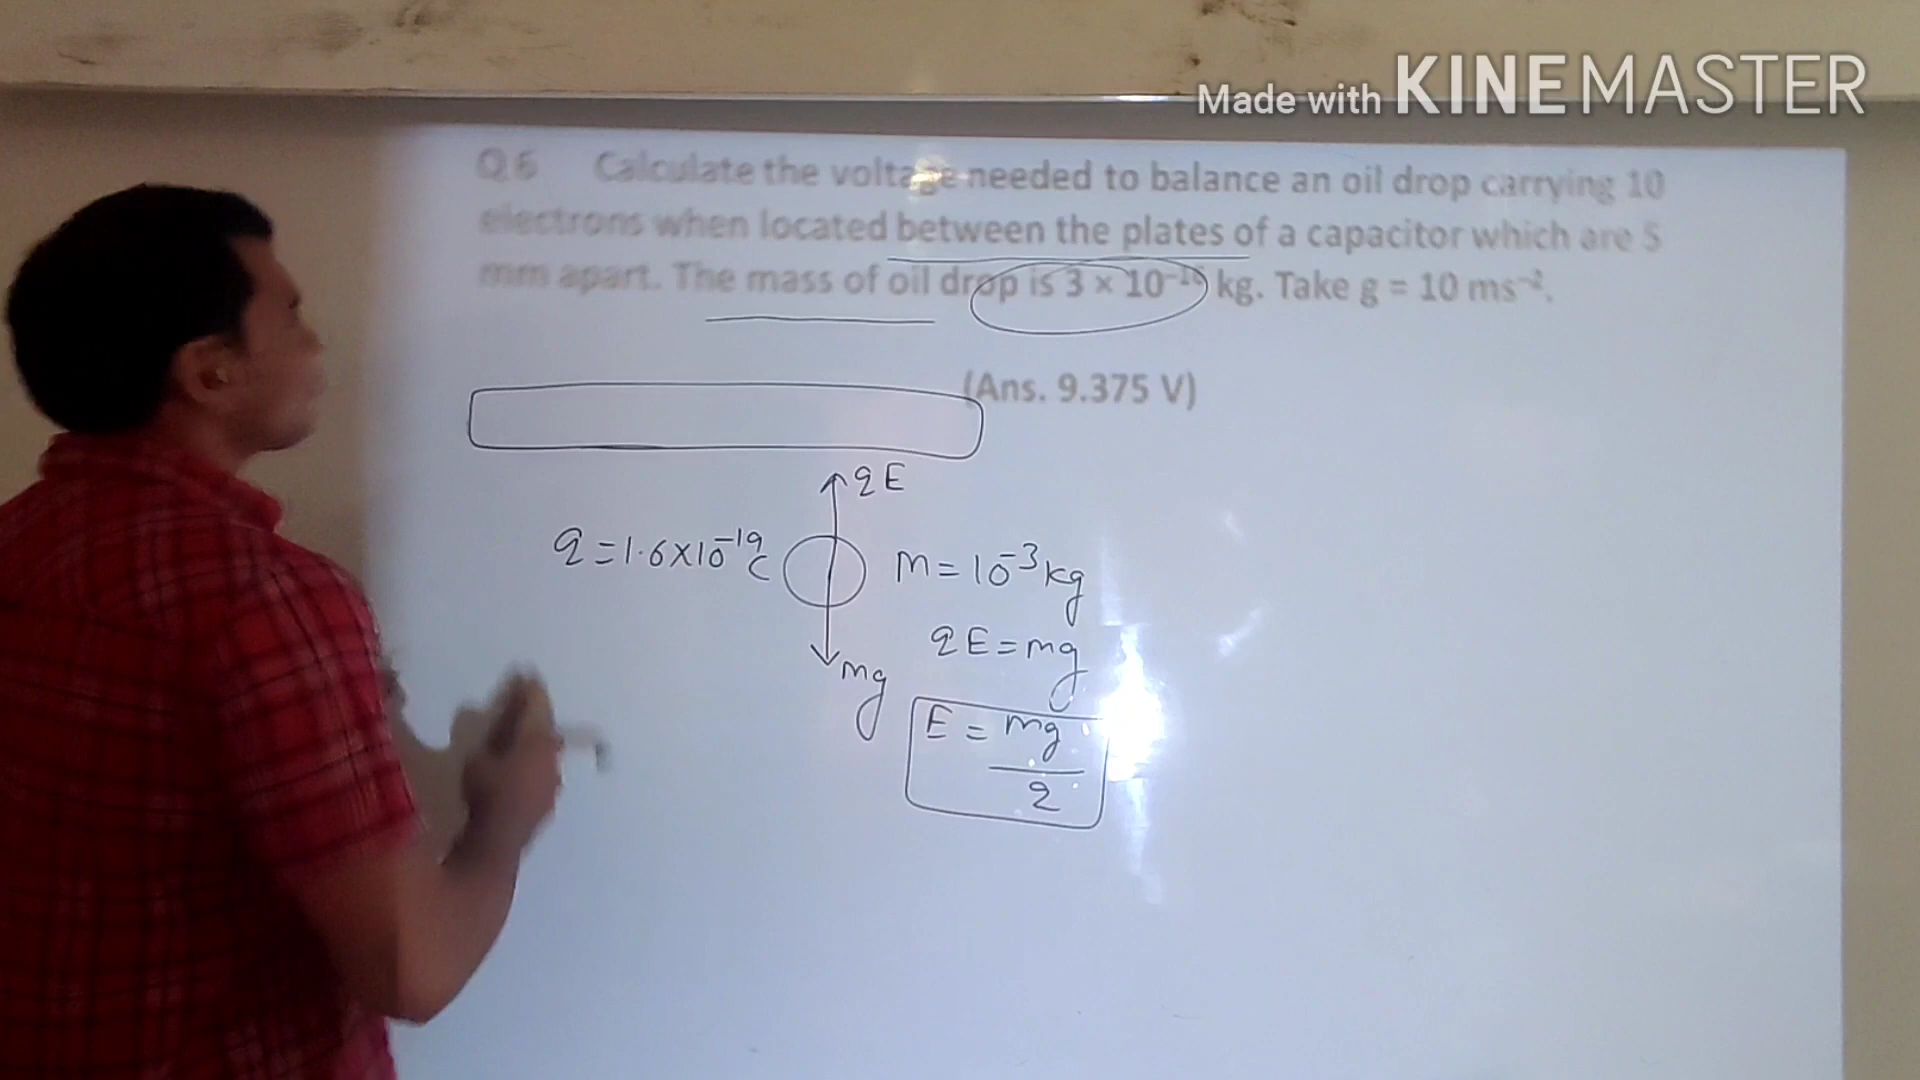 Made with KINEMASTER
Q 6 Calculate the voltage needed to balance an oil drop carrying 10
electrons when located between the plates of a capacitor which are 5
mm apart. The mass of oil drop is 3 × 10⁻¹⁶ kg. Take g = 10 ms⁻².
(Ans. 9.375 V)
qE
q = 1.6×10⁻¹⁹C
m = 10⁻³kg
qE = mg
mg
E = mg/q